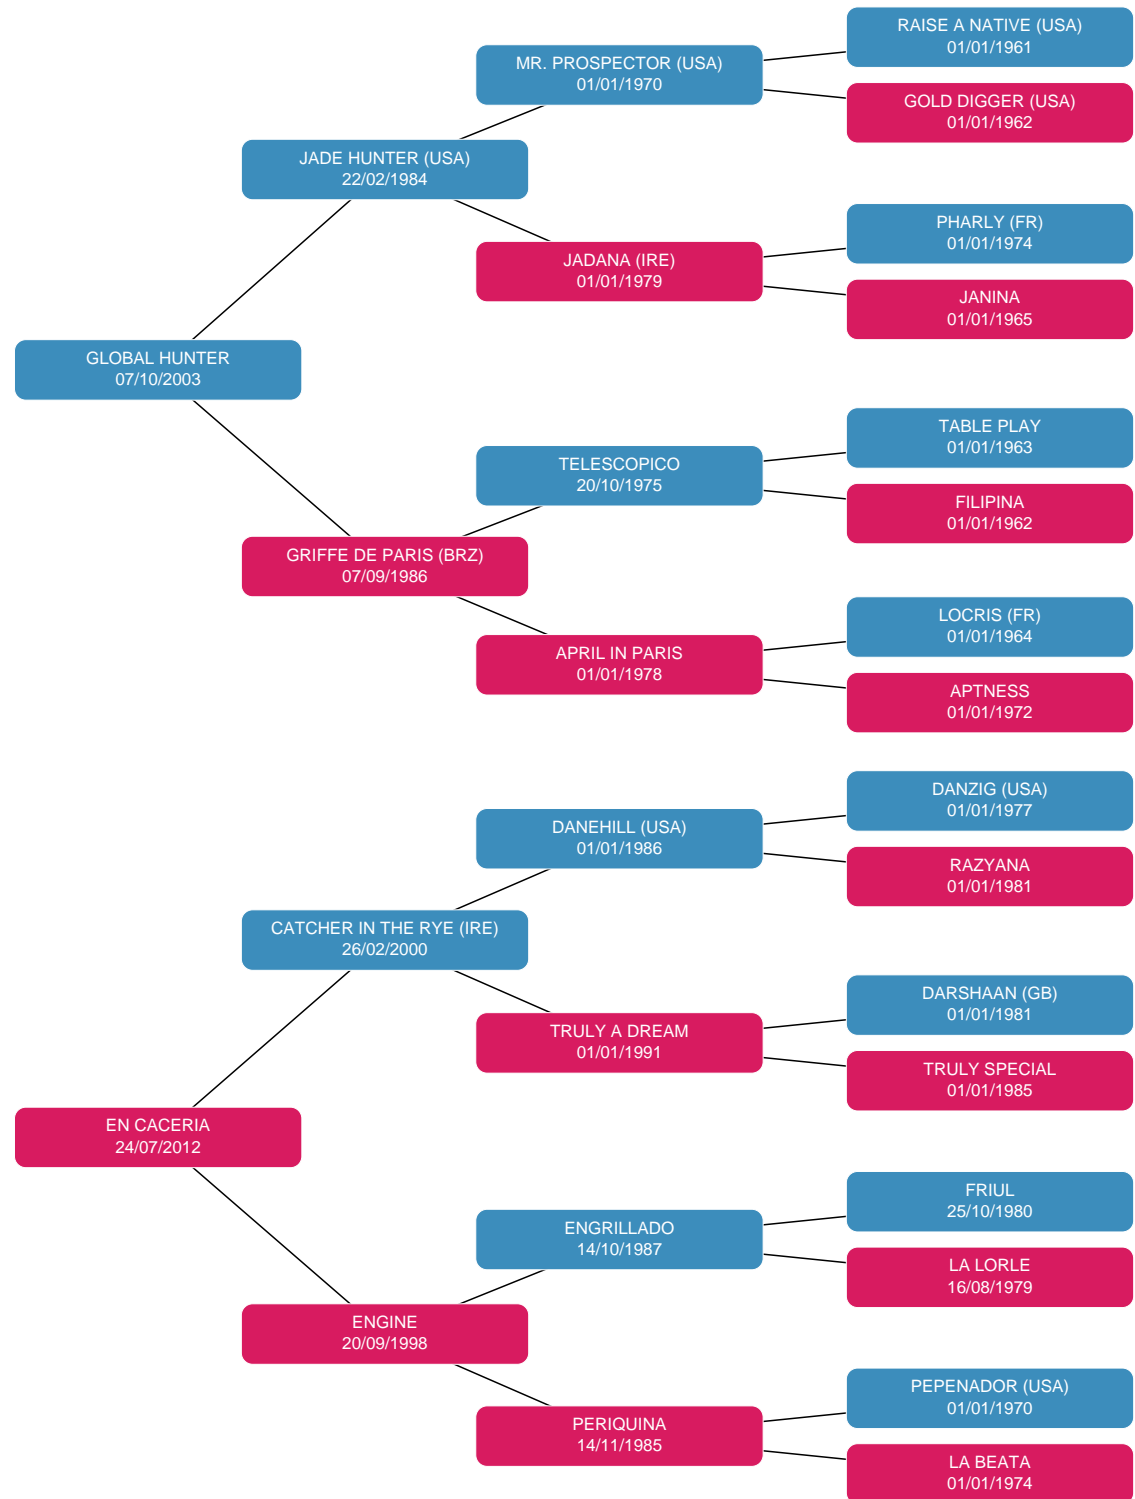 RAISE A NATIVE (USA)
01/01/1961
MR. PROSPECTOR (USA)
01/01/1970
GOLD DIGGER (USA)
01/01/1962
JADE HUNTER (USA)
22/02/1984
PHARLY (FR)
01/01/1974
JADANA (IRE)
01/01/1979
JANINA
01/01/1965
GLOBAL HUNTER
07/10/2003
TABLE PLAY
01/01/1963
TELESCOPICO
20/10/1975
FILIPINA
01/01/1962
GRIFFE DE PARIS (BRZ)
07/09/1986
LOCRIS (FR)
01/01/1964
APRIL IN PARIS
01/01/1978
APTNESS
01/01/1972
DANZIG (USA)
01/01/1977
DANEHILL (USA)
01/01/1986
RAZYANA
01/01/1981
CATCHER IN THE RYE (IRE)
26/02/2000
DARSHAAN (GB)
01/01/1981
TRULY A DREAM
01/01/1991
TRULY SPECIAL
01/01/1985
EN CACERIA
24/07/2012
FRIUL
25/10/1980
ENGRILLADO
14/10/1987
LA LORLE
16/08/1979
ENGINE
20/09/1998
PEPENADOR (USA)
01/01/1970
PERIQUINA
14/11/1985
LA BEATA
01/01/1974